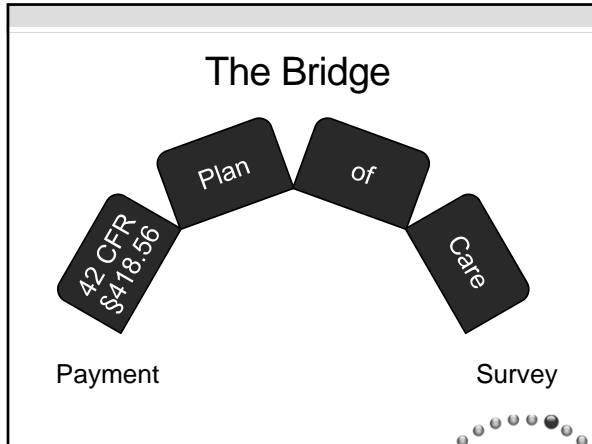 The Bridge
42 CFR
§418.56
Plan
of
Care
Payment
Survey